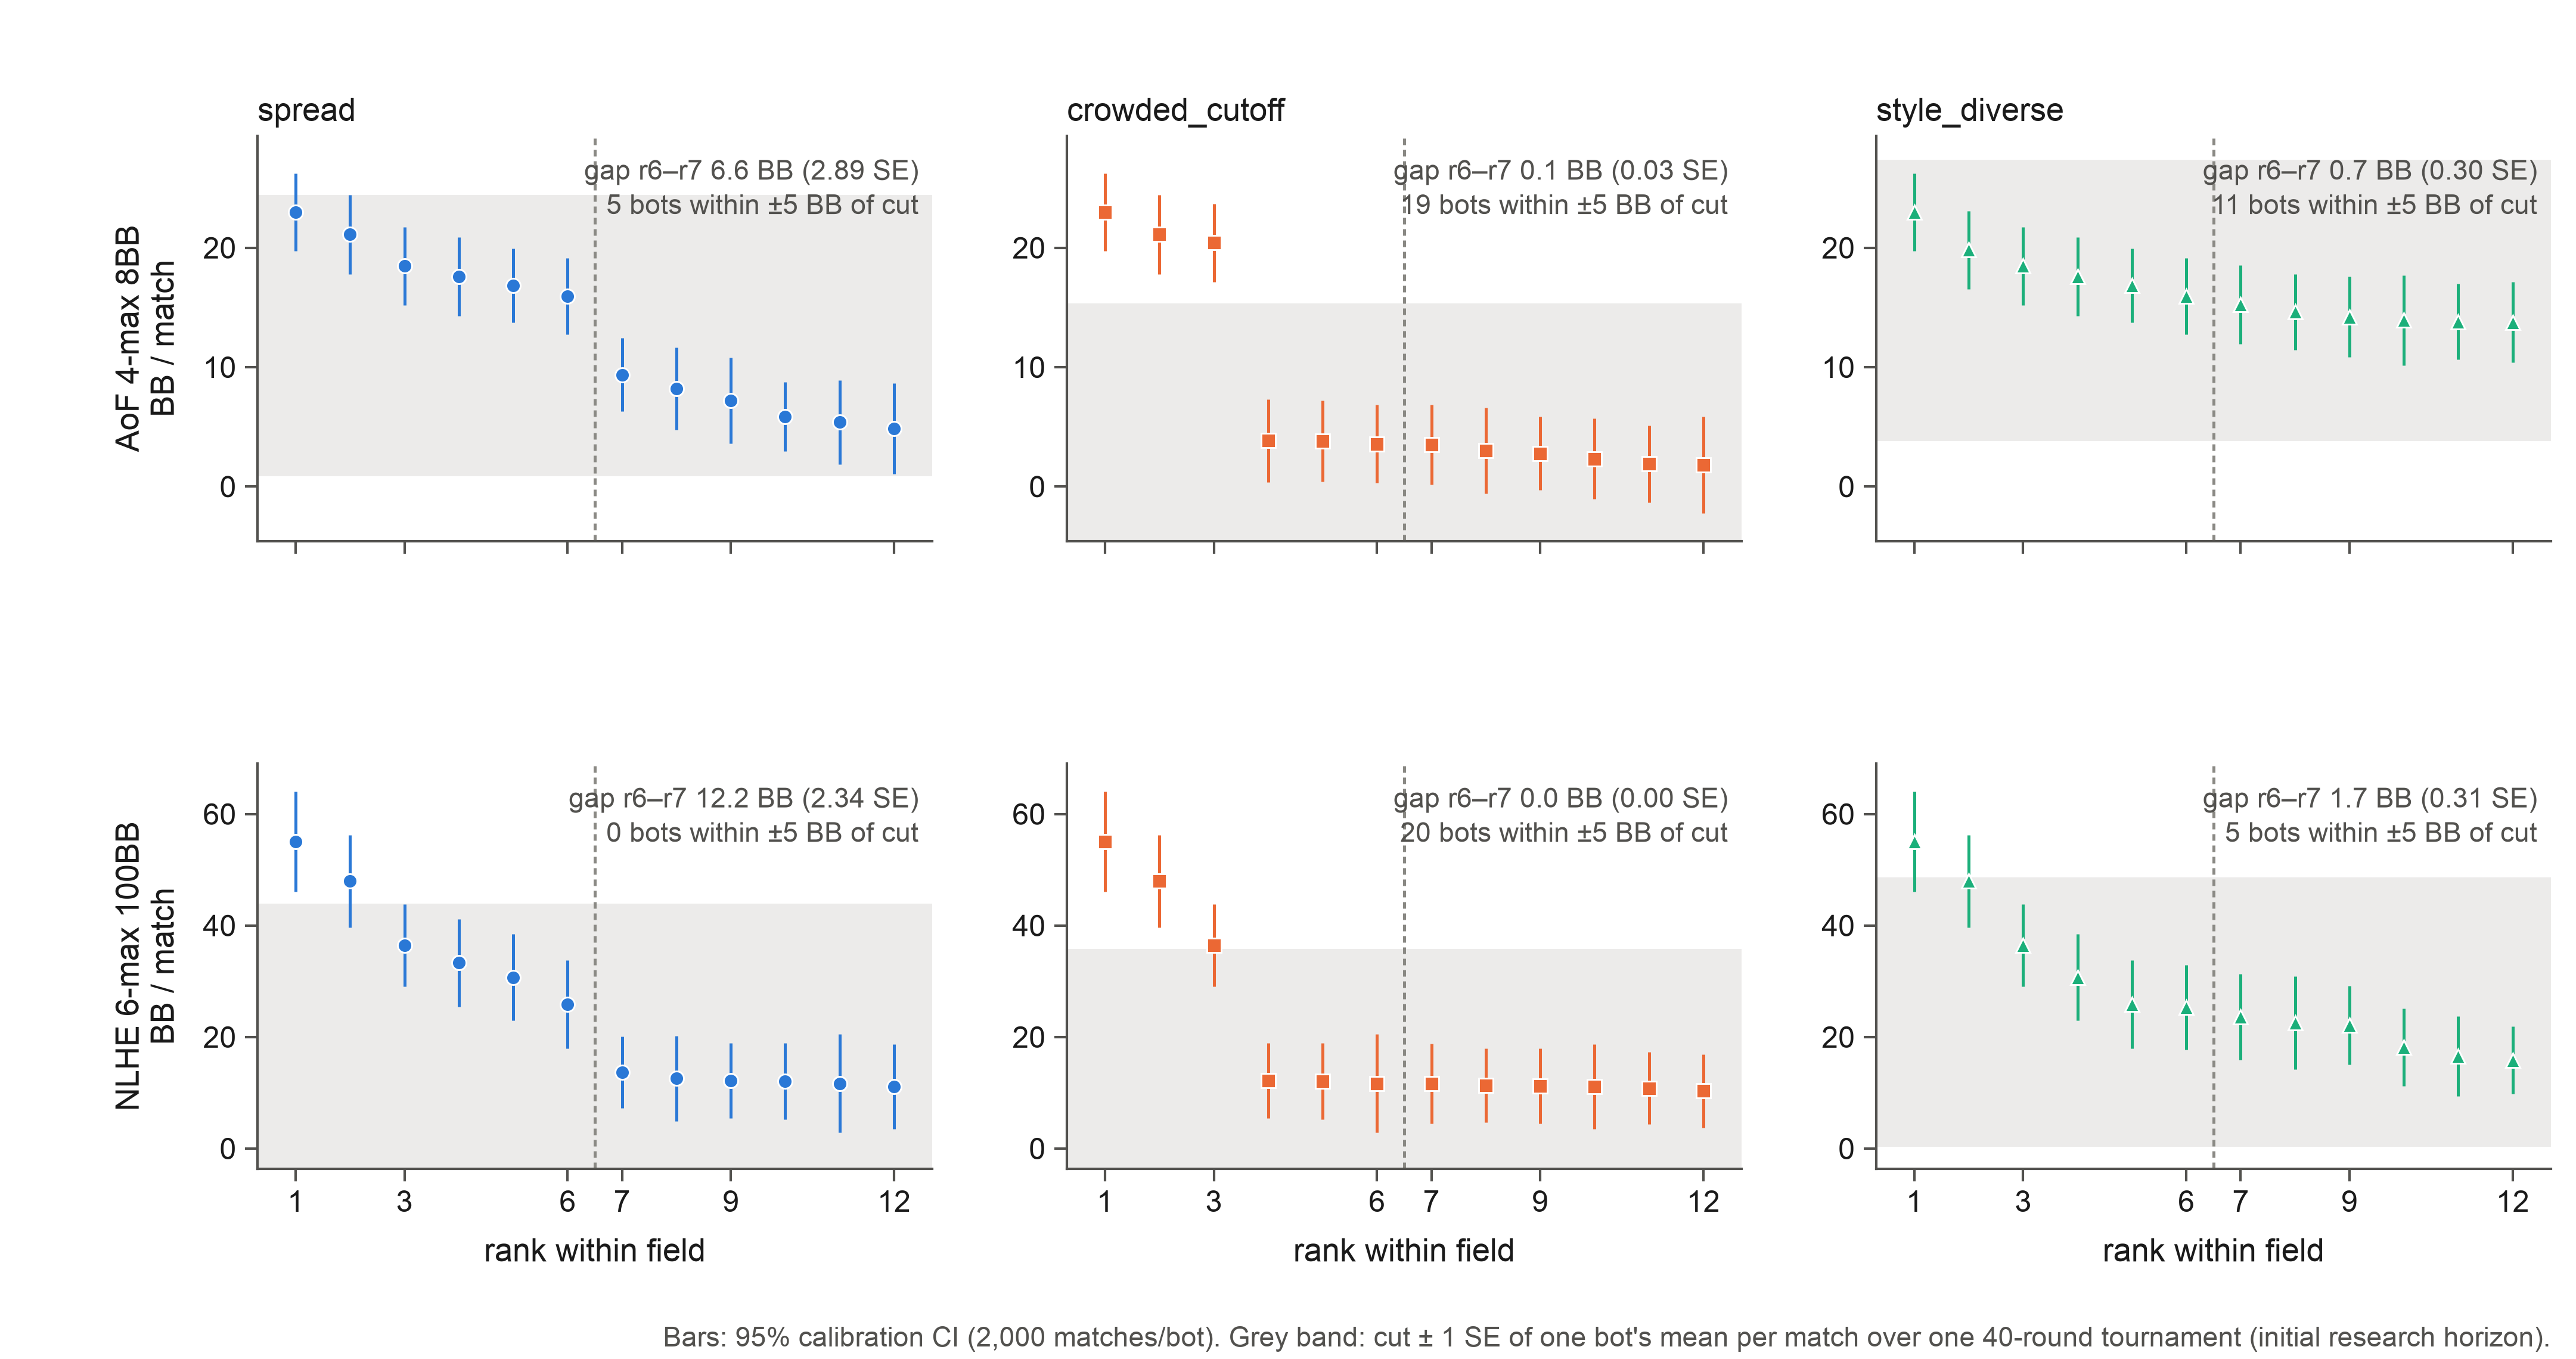 spread
crowded_cutoff
style_diverse
gap r6–r7 6.6 BB (2.89 SE)
5 bots within ±5 BB of cut
gap r6–r7 0.1 BB (0.03 SE)
19 bots within ±5 BB of cut
gap r6–r7 0.7 BB (0.30 SE)
11 bots within ±5 BB of cut
AoF 4-max 8BB
BB / match
20
10
0
20
10
0
20
10
0
gap r6–r7 12.2 BB (2.34 SE)
0 bots within ±5 BB of cut
gap r6–r7 0.0 BB (0.00 SE)
20 bots within ±5 BB of cut
gap r6–r7 1.7 BB (0.31 SE)
5 bots within ±5 BB of cut
NLHE 6-max 100BB
BB / match
60
40
20
0
60
40
20
0
60
40
20
0
1 3 6 7 9 12
1 3 6 7 9 12
1 3 6 7 9 12
rank within field
rank within field
rank within field
Bars: 95% calibration CI (2,000 matches/bot). Grey band: cut ± 1 SE of one bot's mean per match over one 40-round tournament (initial research horizon).